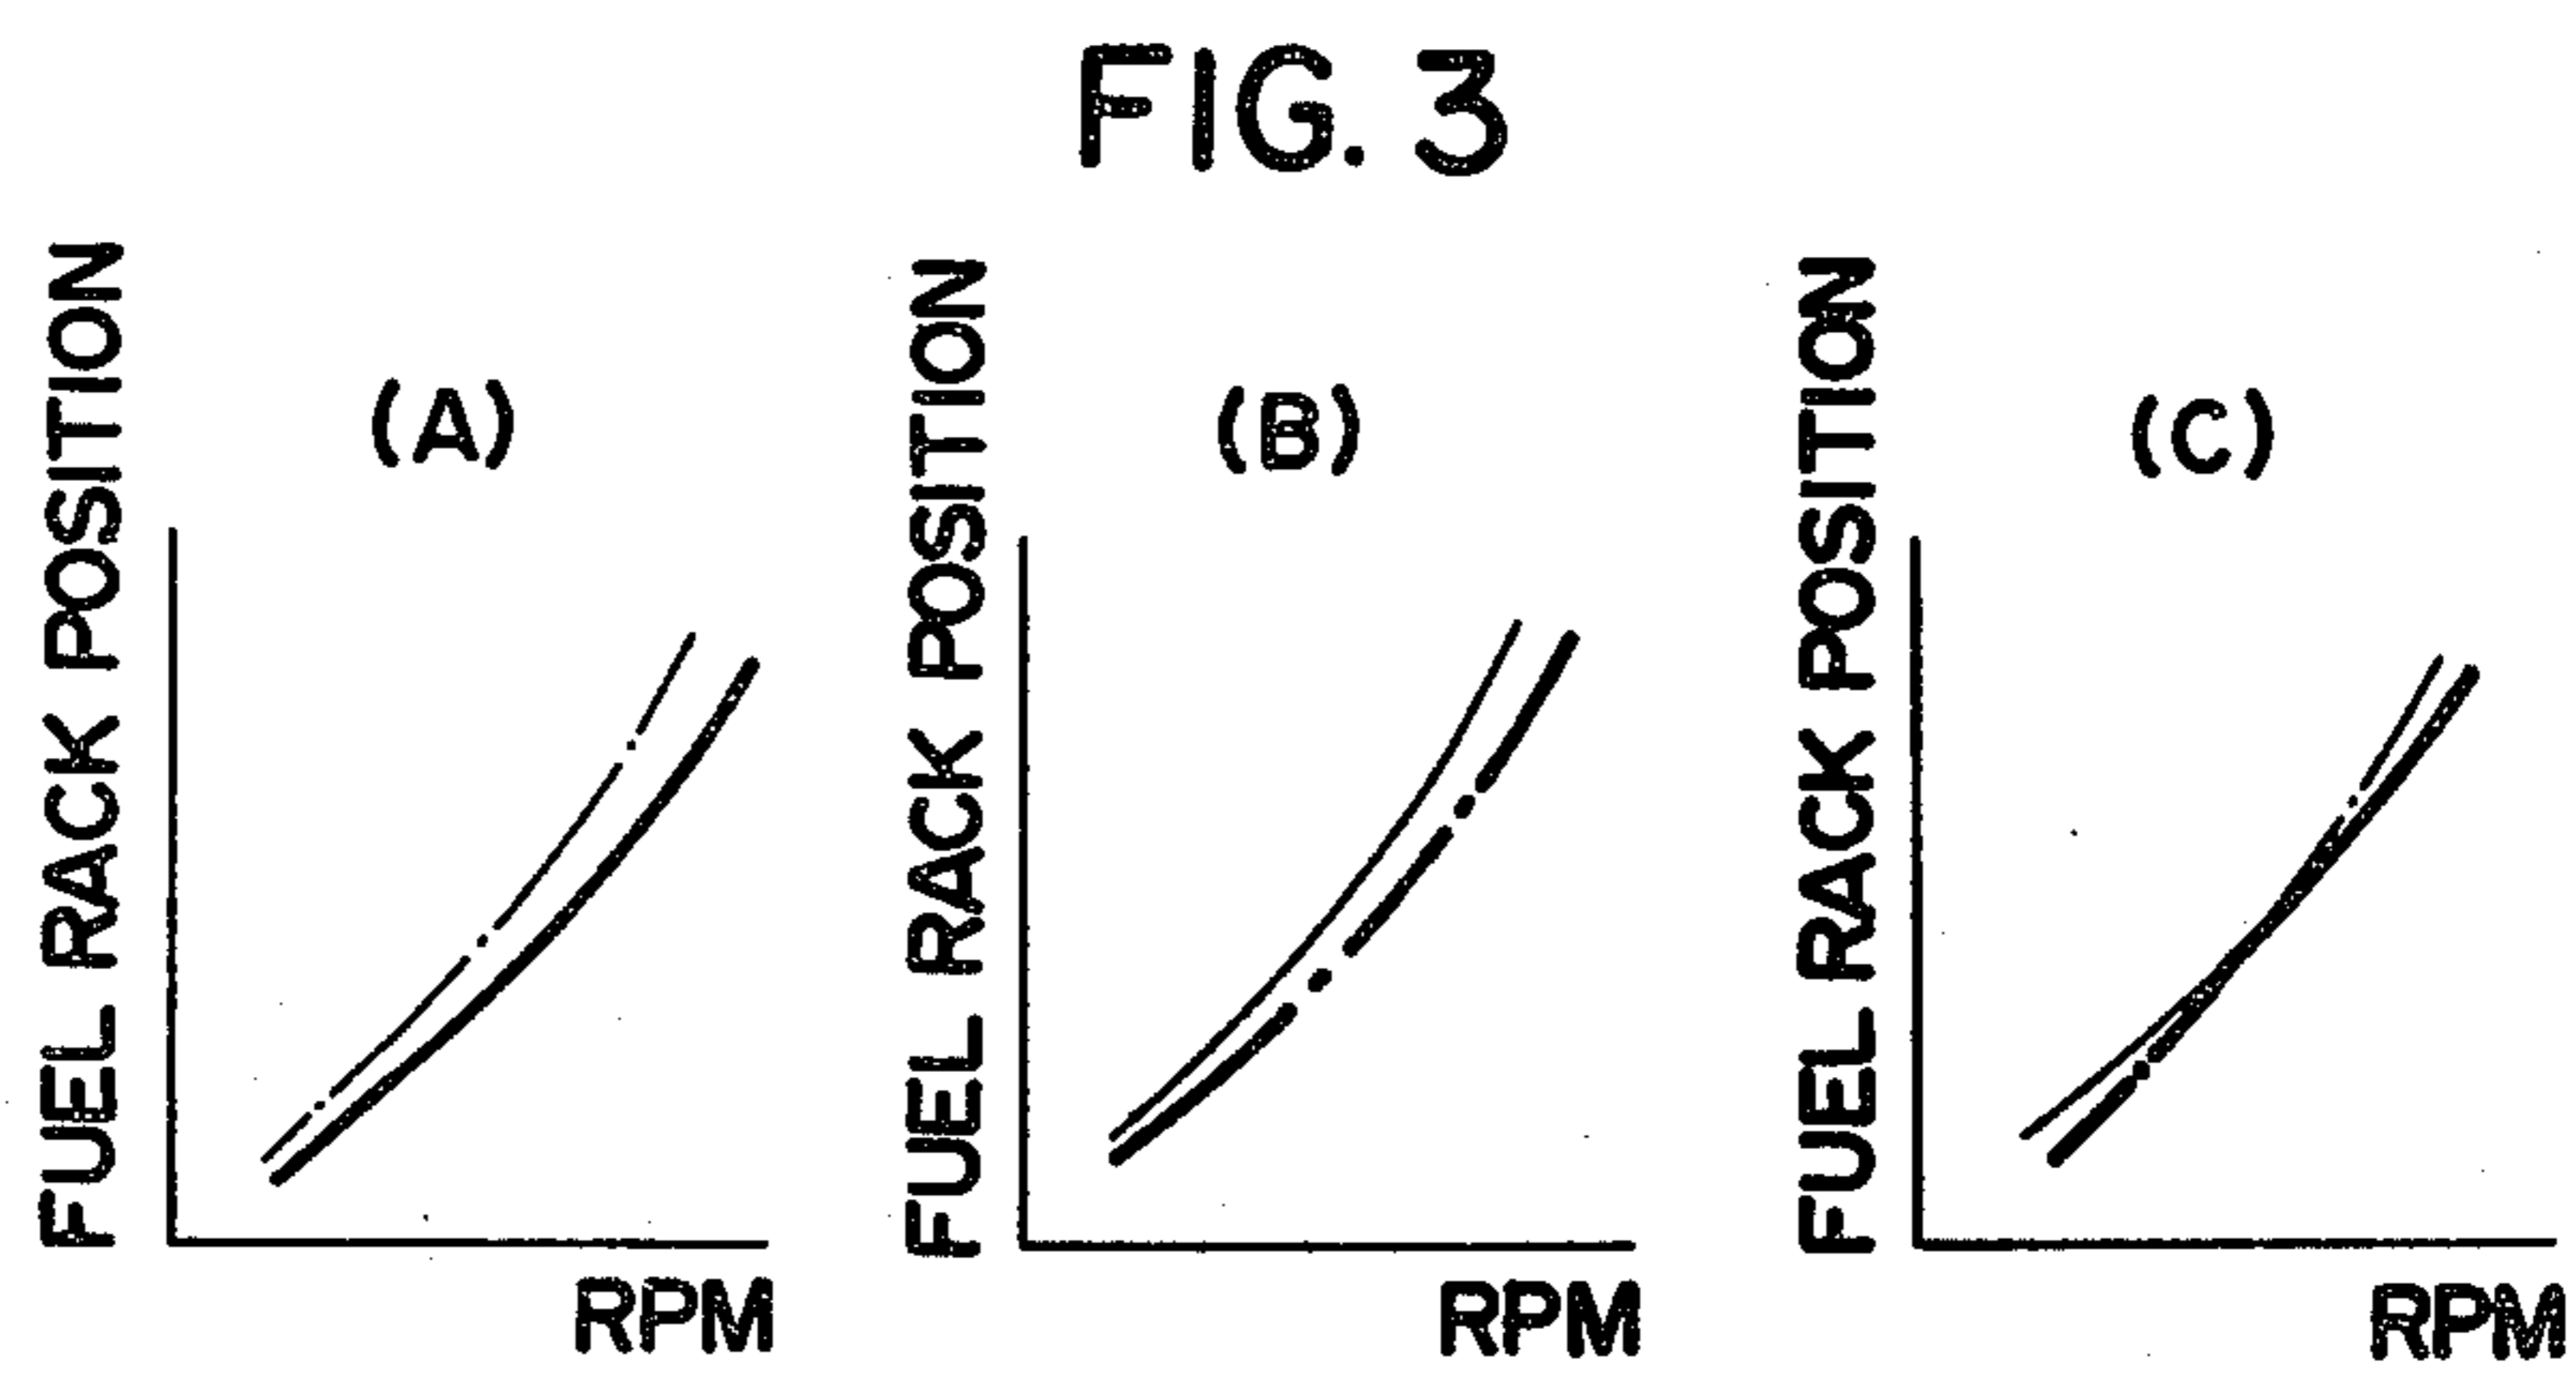 FIG. 3
(A)
FUEL RACK POSITION
RPM
(B)
FUEL RACK POSITION
RPM
(C)
FUEL RACK POSITION
RPM